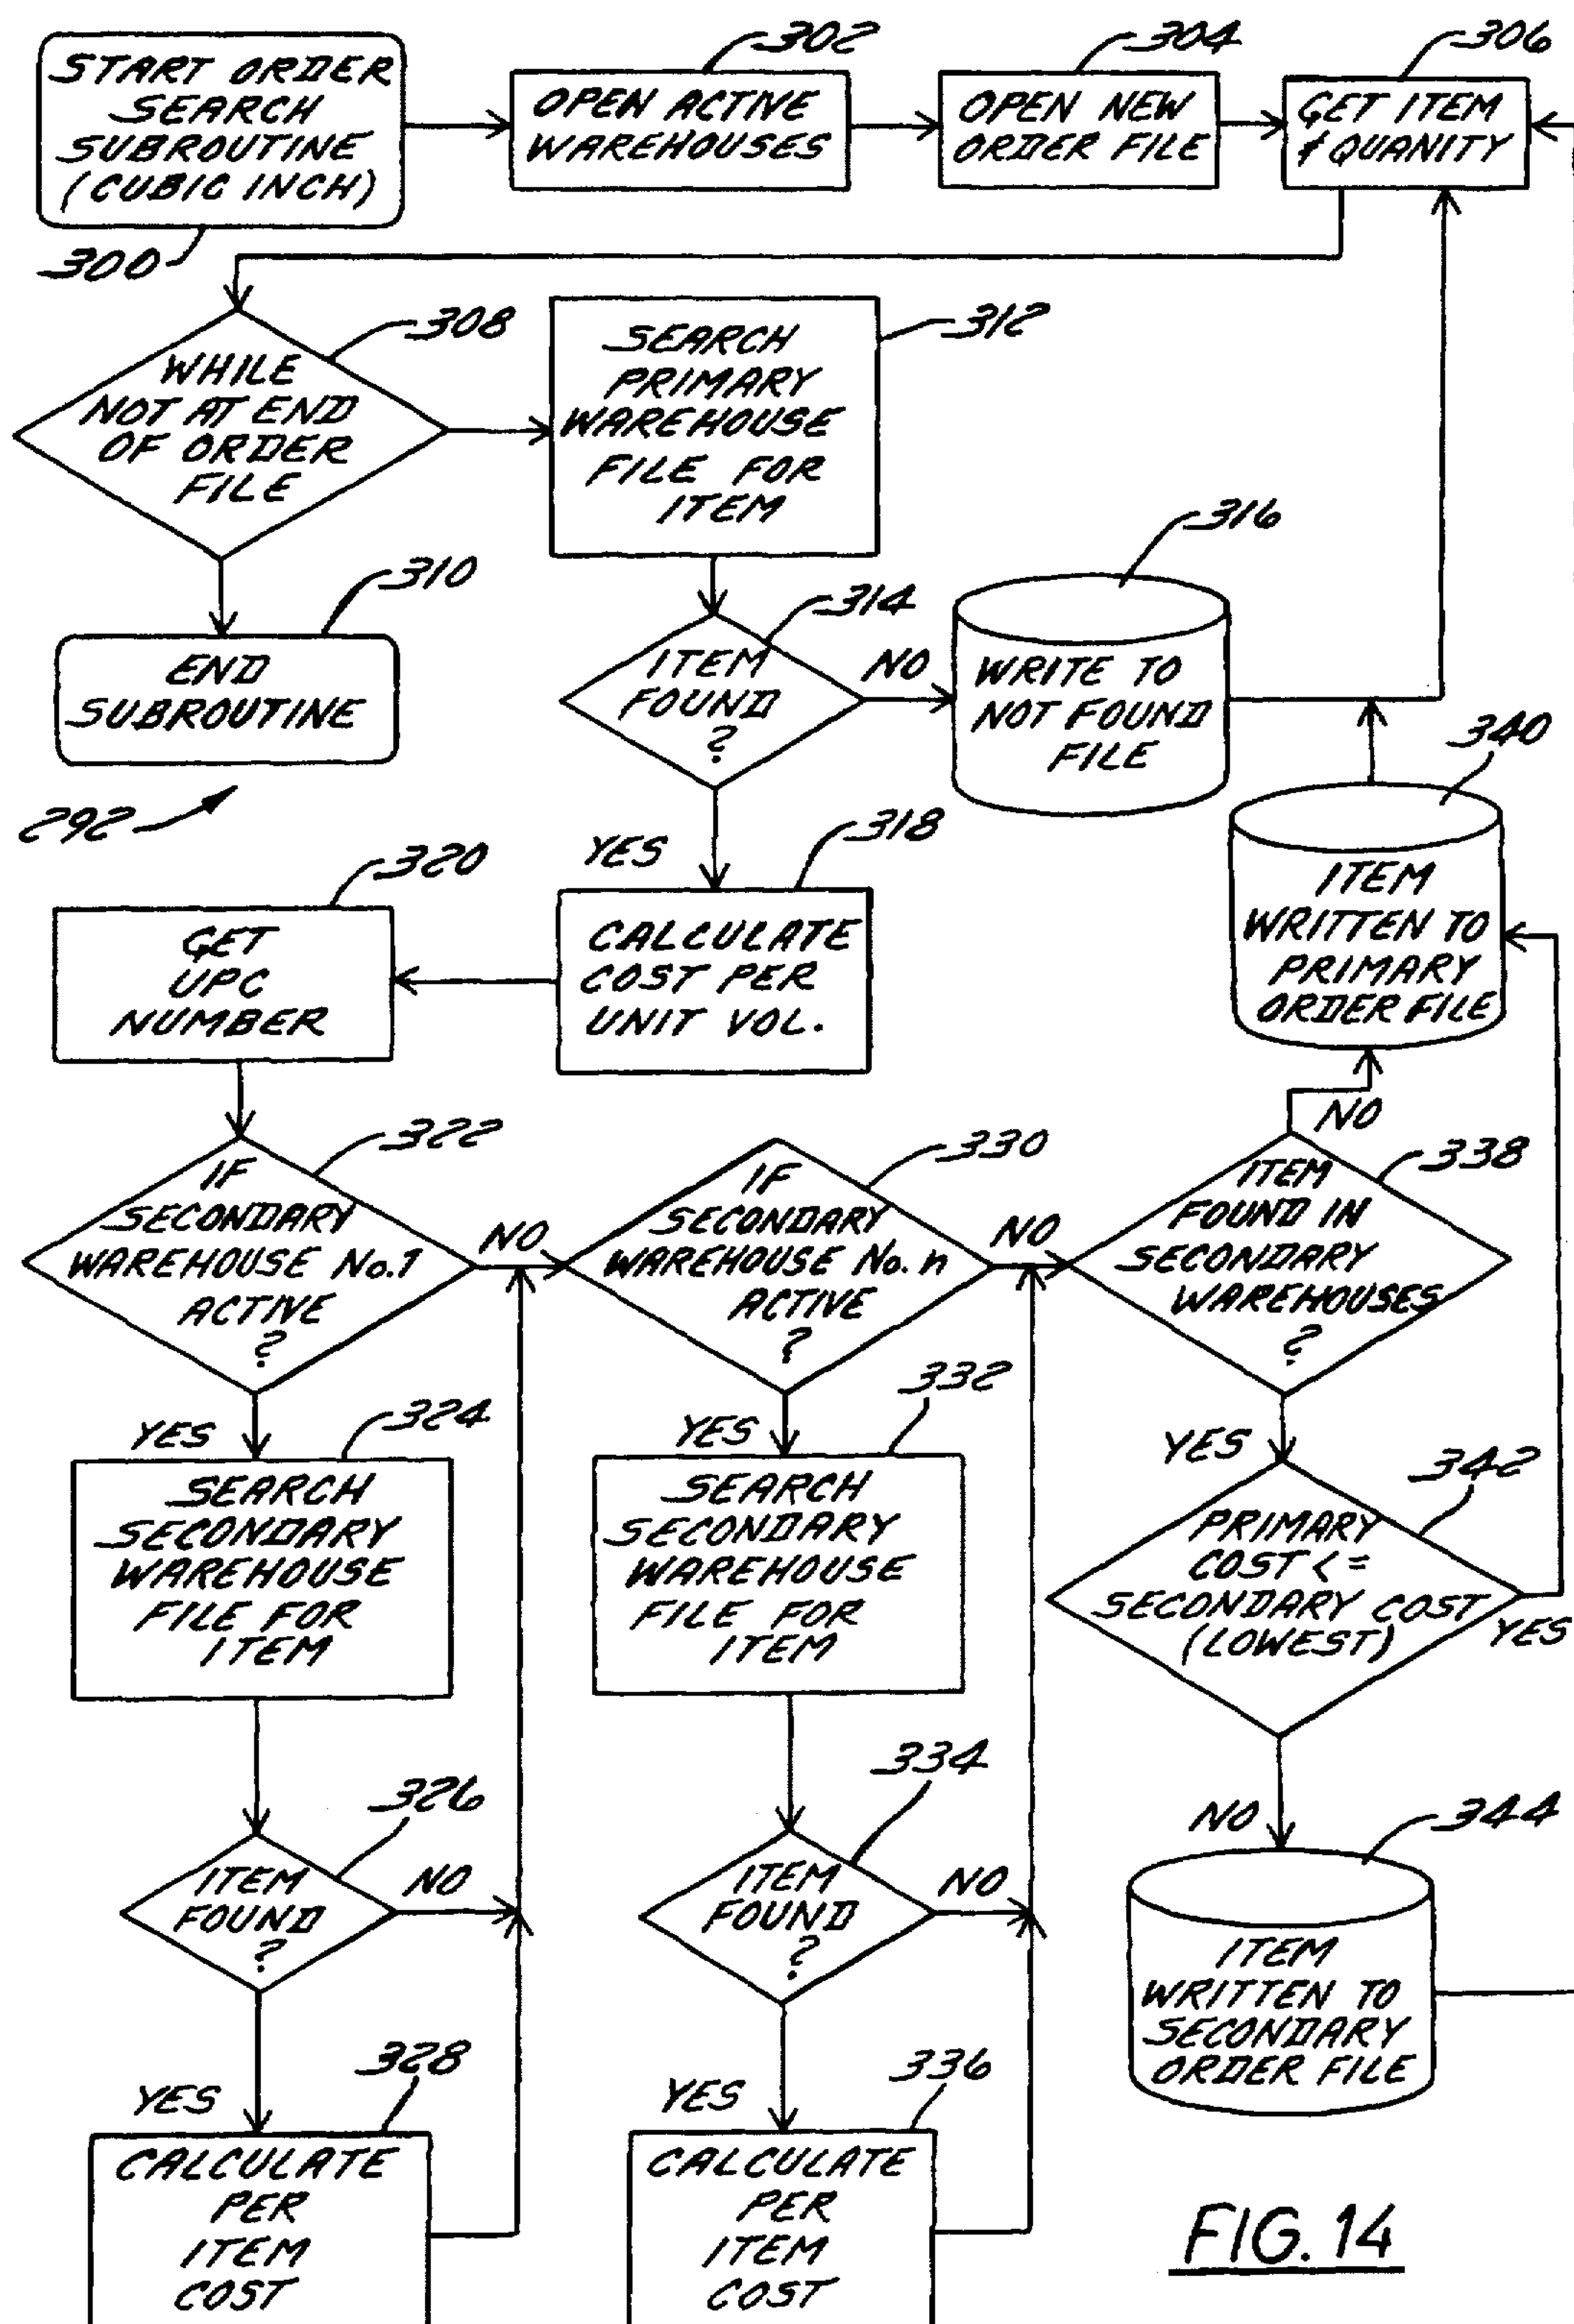 302
304
306
START ORDER
SEARCH
SUBROUTINE
(CUBIC INCH)
OPEN ACTIVE
WAREHOUSES
OPEN NEW
ORDER FILE
GET ITEM
& QUANITY
300
308
WHILE
NOT AT END
OF ORDER
FILE
312
SEARCH
PRIMARY
WAREHOUSE
FILE FOR
ITEM
310
END
SUBROUTINE
292
314
ITEM
FOUND
?
NO
316
WRITE TO
NOT FOUND
FILE
YES
318
CALCULATE
COST PER
UNIT VOL.
320
GET
UPC
NUMBER
340
ITEM
WRITTEN TO
PRIMARY
ORDER FILE
322
IF
SECONDARY
WAREHOUSE No.1
ACTIVE
?
NO
330
IF
SECONDARY
WAREHOUSE No. n
ACTIVE
?
NO
338
ITEM
FOUND IN
SECONDARY
WAREHOUSES
?
NO
YES
324
SEARCH
SECONDARY
WAREHOUSE
FILE FOR
ITEM
YES
332
SEARCH
SECONDARY
WAREHOUSE
FILE FOR
ITEM
YES
342
PRIMARY
COST <=
SECONDARY COST
(LOWEST)
YES
326
ITEM
FOUND
?
NO
334
ITEM
FOUND
?
NO
NO
344
ITEM
WRITTEN TO
SECONDARY
ORDER FILE
YES
328
CALCULATE
PER
ITEM
COST
YES
336
CALCULATE
PER
ITEM
COST
FIG. 14